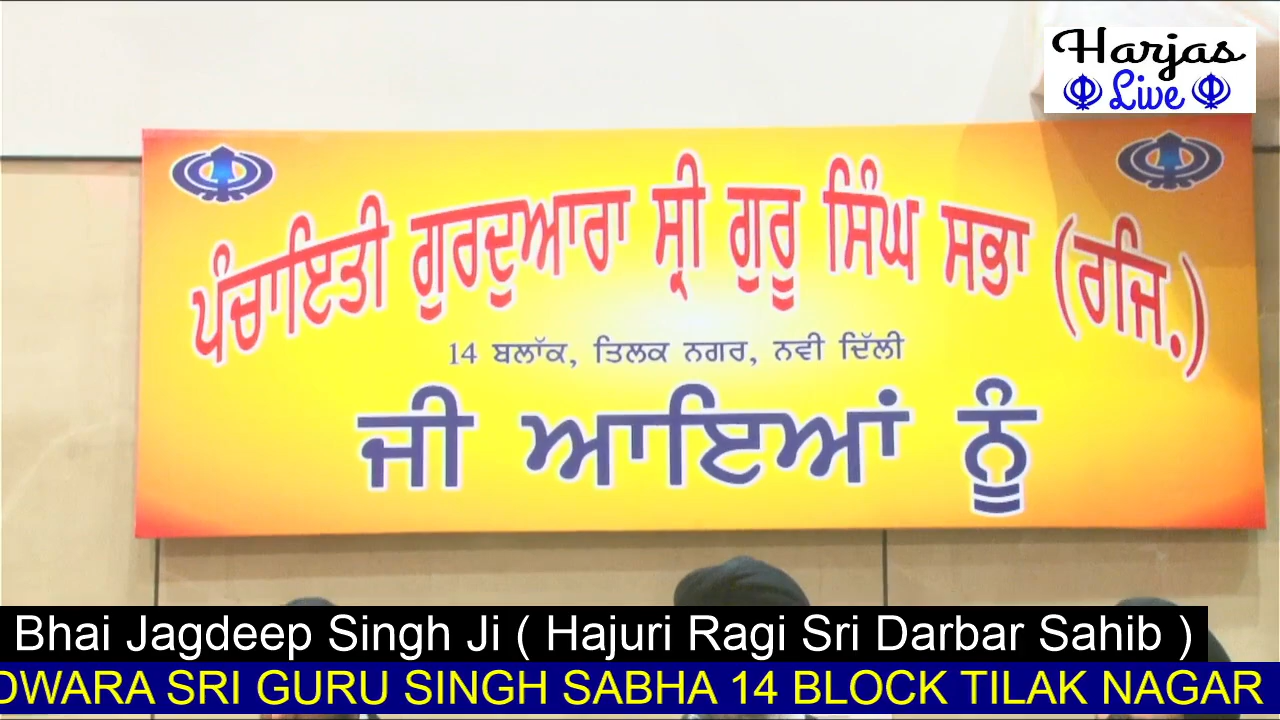 Harjas
Live
ਪੰਚਾਇਤੀ ਗੁਰਦੁਆਰਾ ਸ੍ਰੀ ਗੁਰੂ ਸਿੰਘ ਸਭਾ (ਰਜਿ.)
14 ਬਲਾੱਕ, ਤਿਲਕ ਨਗਰ, ਨਵੀ ਦਿੱਲੀ
ਜੀ ਆਇਆਂ ਨੂੰ
Bhai Jagdeep Singh Ji ( Hajuri Ragi Sri Darbar Sahib )
DWARA SRI GURU SINGH SABHA 14 BLOCK TILAK NAGAR